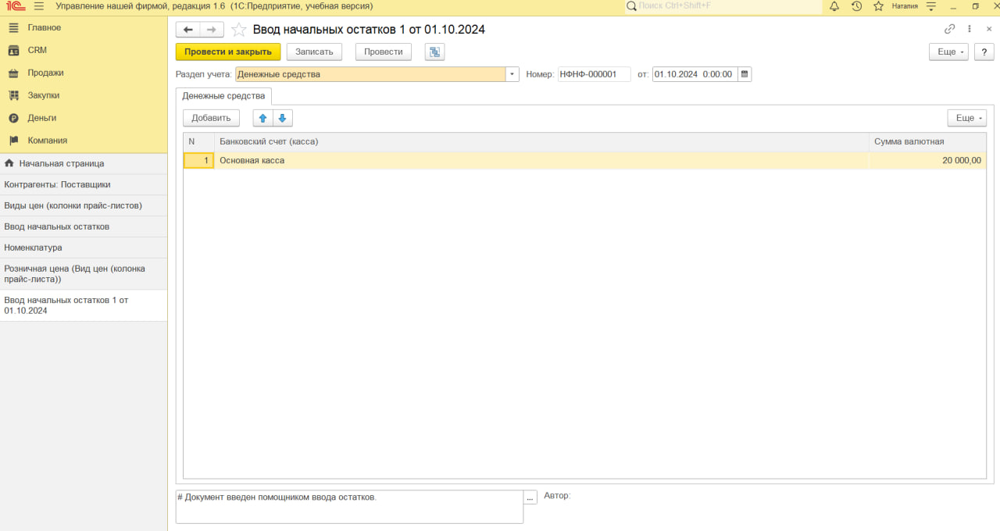 1С Управление нашей фирмой, редакция 1.6 (1С:Предприятие, учебная версия)
Поиск Ctrl+Shift+F
Наталия
Главное
CRM
Продажи
Закупки
Деньги
Компания
Начальная страница
Контрагенты: Поставщики
Виды цен (колонки прайс-листов)
Ввод начальных остатков
Номенклатура
Розничная цена (Вид цен (колонка
прайс-листа))
Ввод начальных остатков 1 от
01.10.2024
Ввод начальных остатков 1 от 01.10.2024
Провести и закрыть Записать Провести Еще ?
Раздел учета: Денежные средства Номер: НФНФ-000001 от: 01.10.2024 0:00:00
Денежные средства
Добавить Еще
N Банковский счет (касса) Сумма валютная
1 Основная касса 20 000,00
# Документ введен помощником ввода остатков. ... Автор: